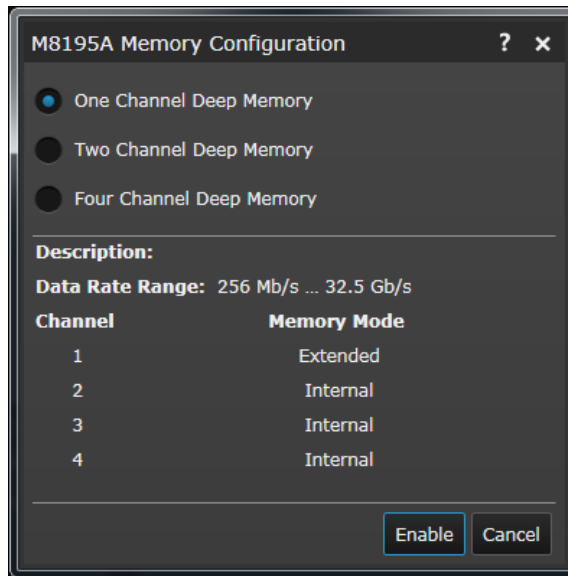 M8195A Memory Configuration ? ×
One Channel Deep Memory
Two Channel Deep Memory
Four Channel Deep Memory
Description:
Data Rate Range: 256 Mb/s ... 32.5 Gb/s
Channel Memory Mode
1 Extended
2 Internal
3 Internal
4 Internal
Enable Cancel